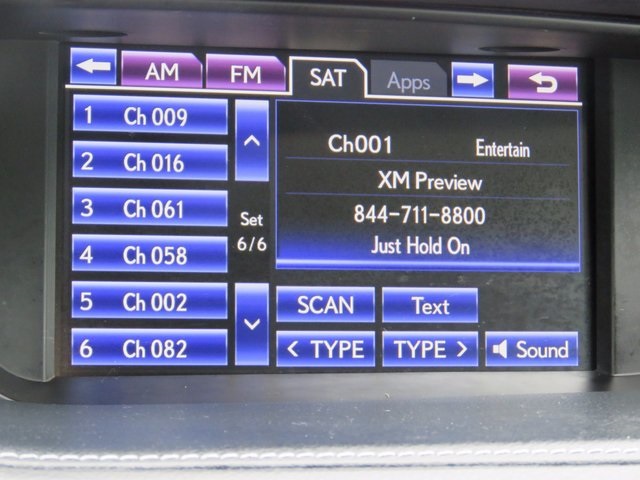 AM FM SAT Apps
1 Ch 009
2 Ch 016
3 Ch 061
4 Ch 058
5 Ch 002
6 Ch 082
Set
6/6
Ch001 Entertain
XM Preview
844-711-8800
Just Hold On
SCAN Text
< TYPE TYPE > Sound